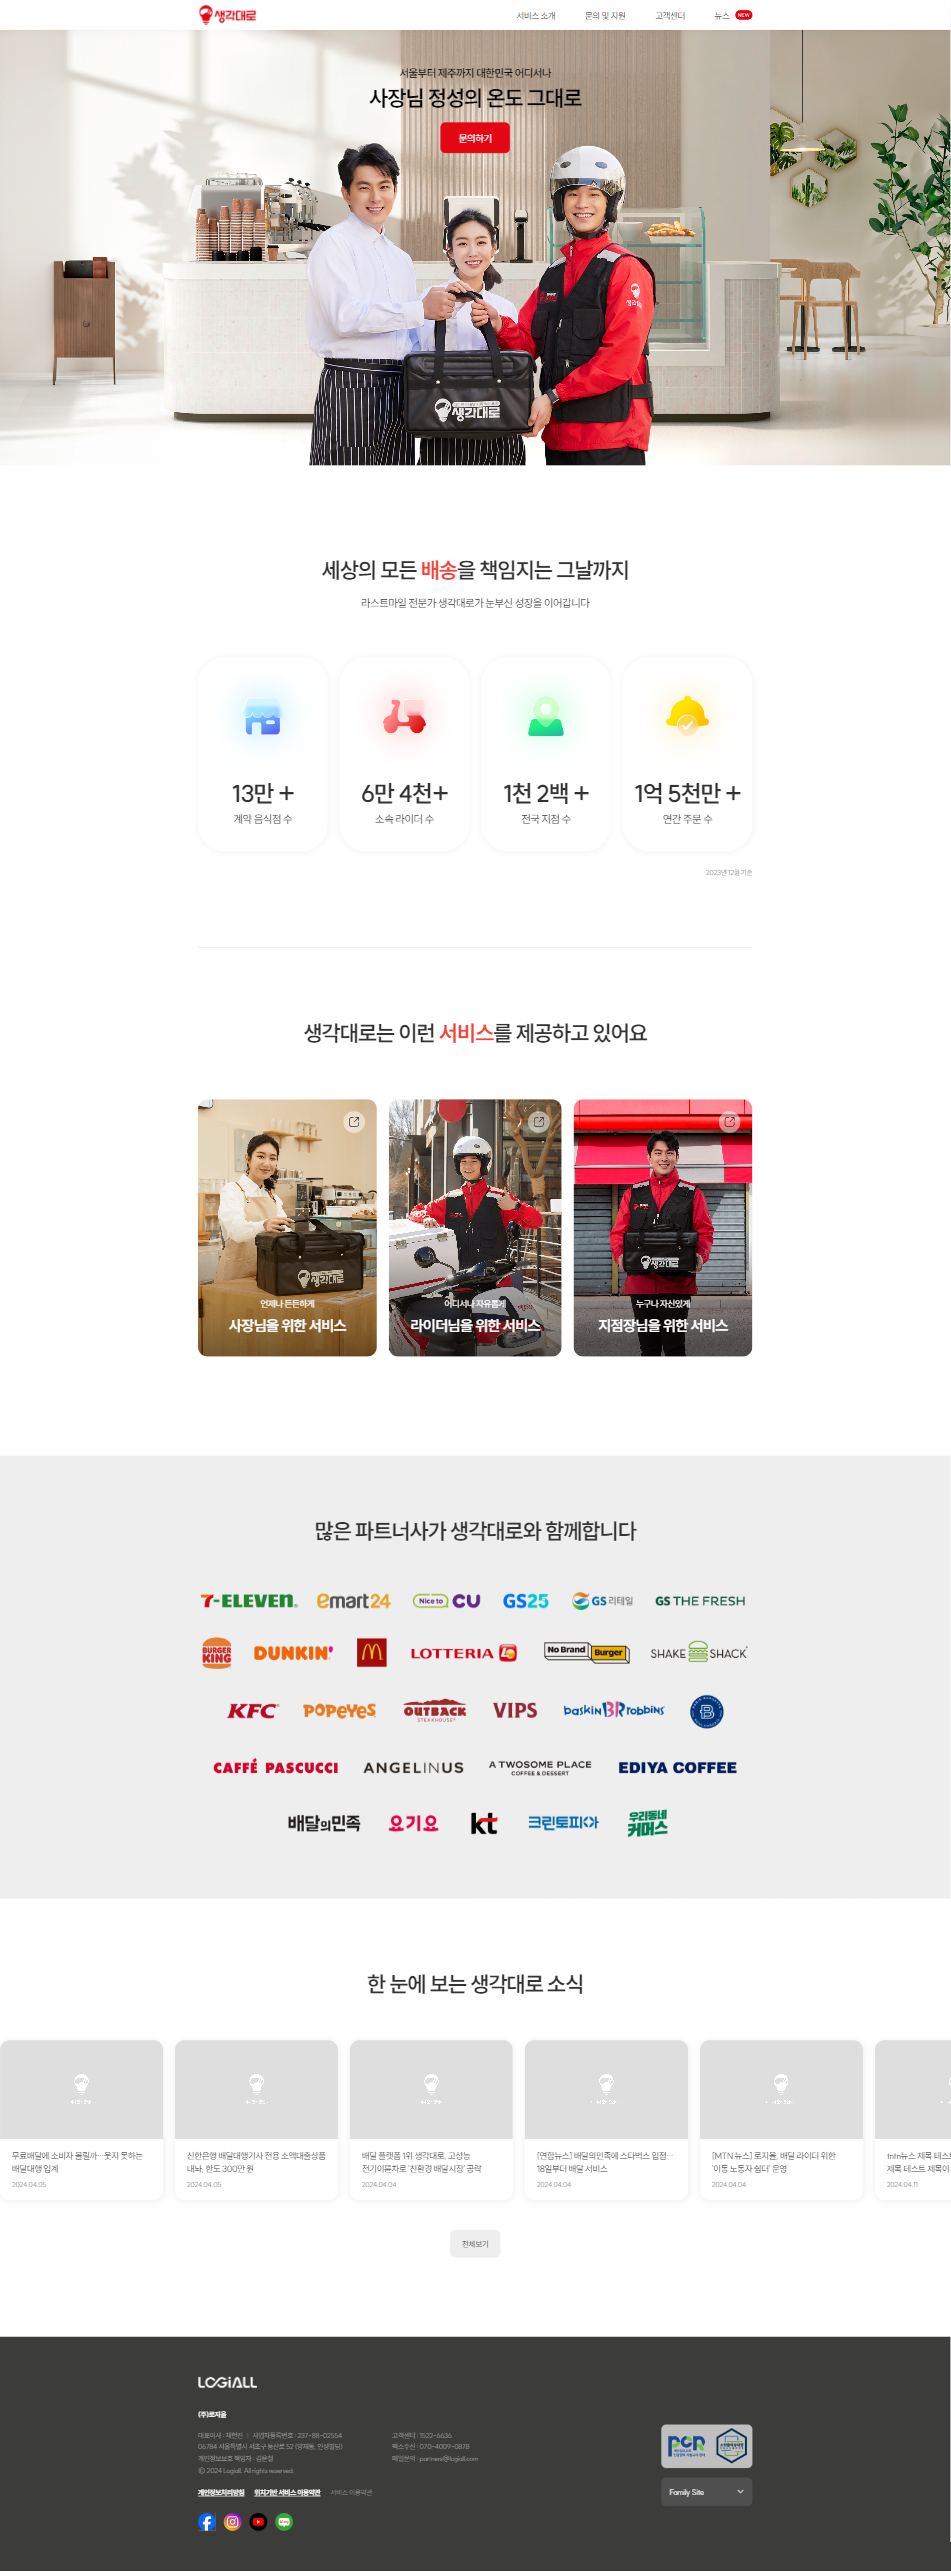 생각대로
서비스 소개
문의 및 지원
고객센터
뉴스 NEW
서울부터 제주까지 대한민국 어디서나
사장님 정성의 온도 그대로
문의하기
생각대로
세상의 모든 배송을 책임지는 그날까지
라스트마일 전문가 생각대로가 눈부신 성장을 이어갑니다
13만 +
계약 음식점 수
6만 4천+
소속 라이더 수
1천 2백 +
전국 지점 수
1억 5천만 +
연간 주문 수
2023년 12월 기준
생각대로는 이런 서비스를 제공하고 있어요
생각대로
언제나 든든하게
사장님을 위한 서비스
어디서나 자유롭게
라이더님을 위한 서비스
생각대로
누구나 자신있게
지점장님을 위한 서비스
많은 파트너사가 생각대로와 함께합니다
7-ELEVEn
emart24
Nice to CU
GS25
GS 리테일
GS THE FRESH
BURGER KING
DUNKIN'
LOTTERIA
No Brand Burger
SHAKE SHACK
KFC
POPEYES
OUTBACK
STEAKHOUSE
VIPS
baskin BR robbins
CAFFÉ PASCUCCI
ANGELINUS
A TWOSOME PLACE
COFFEE & DESSERT
EDIYA COFFEE
배달의민족
요기요
kt
크린토피아
우리동네
커머스
한 눈에 보는 생각대로 소식
무료배달에 소비자 몰릴까…웃지 못하는
배달대행 업계
2024.04.05
신한은행 배달대행기사 전용 소액대출상품
내놔, 한도 300만 원
2024.04.05
배달 플랫폼 1위 생각대로, 고성능
전기이륜차로 '친환경 배달시장' 공략
2024.04.04
[연합뉴스] 배달의민족에 스타벅스 입점…
18일부터 배달 서비스
2024.04.04
[MTN 뉴스] 로지올, 배달 라이더 위한
'이동 노동자 쉼터' 운영
2024.04.04
fnfn뉴스 제목 테스
제목 테스트 제목이
2024.04.11
전체보기
LOGiALL
(주)로지올
대표이사 : 채헌진 | 사업자등록번호 : 237-88-02554
고객센터 : 1522-6636
팩스수신 : 070-4009-0878
개인정보보호 책임자 : 김윤철
메일문의 : partners@logiall.com
© 2024 Logiall. All rights reserved.
개인정보처리방침
위치기반 서비스 이용약관
서비스 이용약관
Family Site